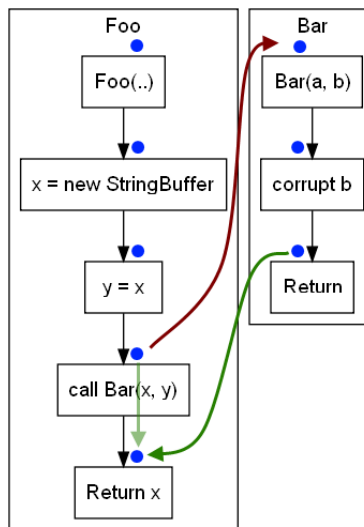 Foo
Foo(..)
x = new StringBuffer
y = x
call Bar(x, y)
Return x
Bar
Bar(a, b)
corrupt b
Return